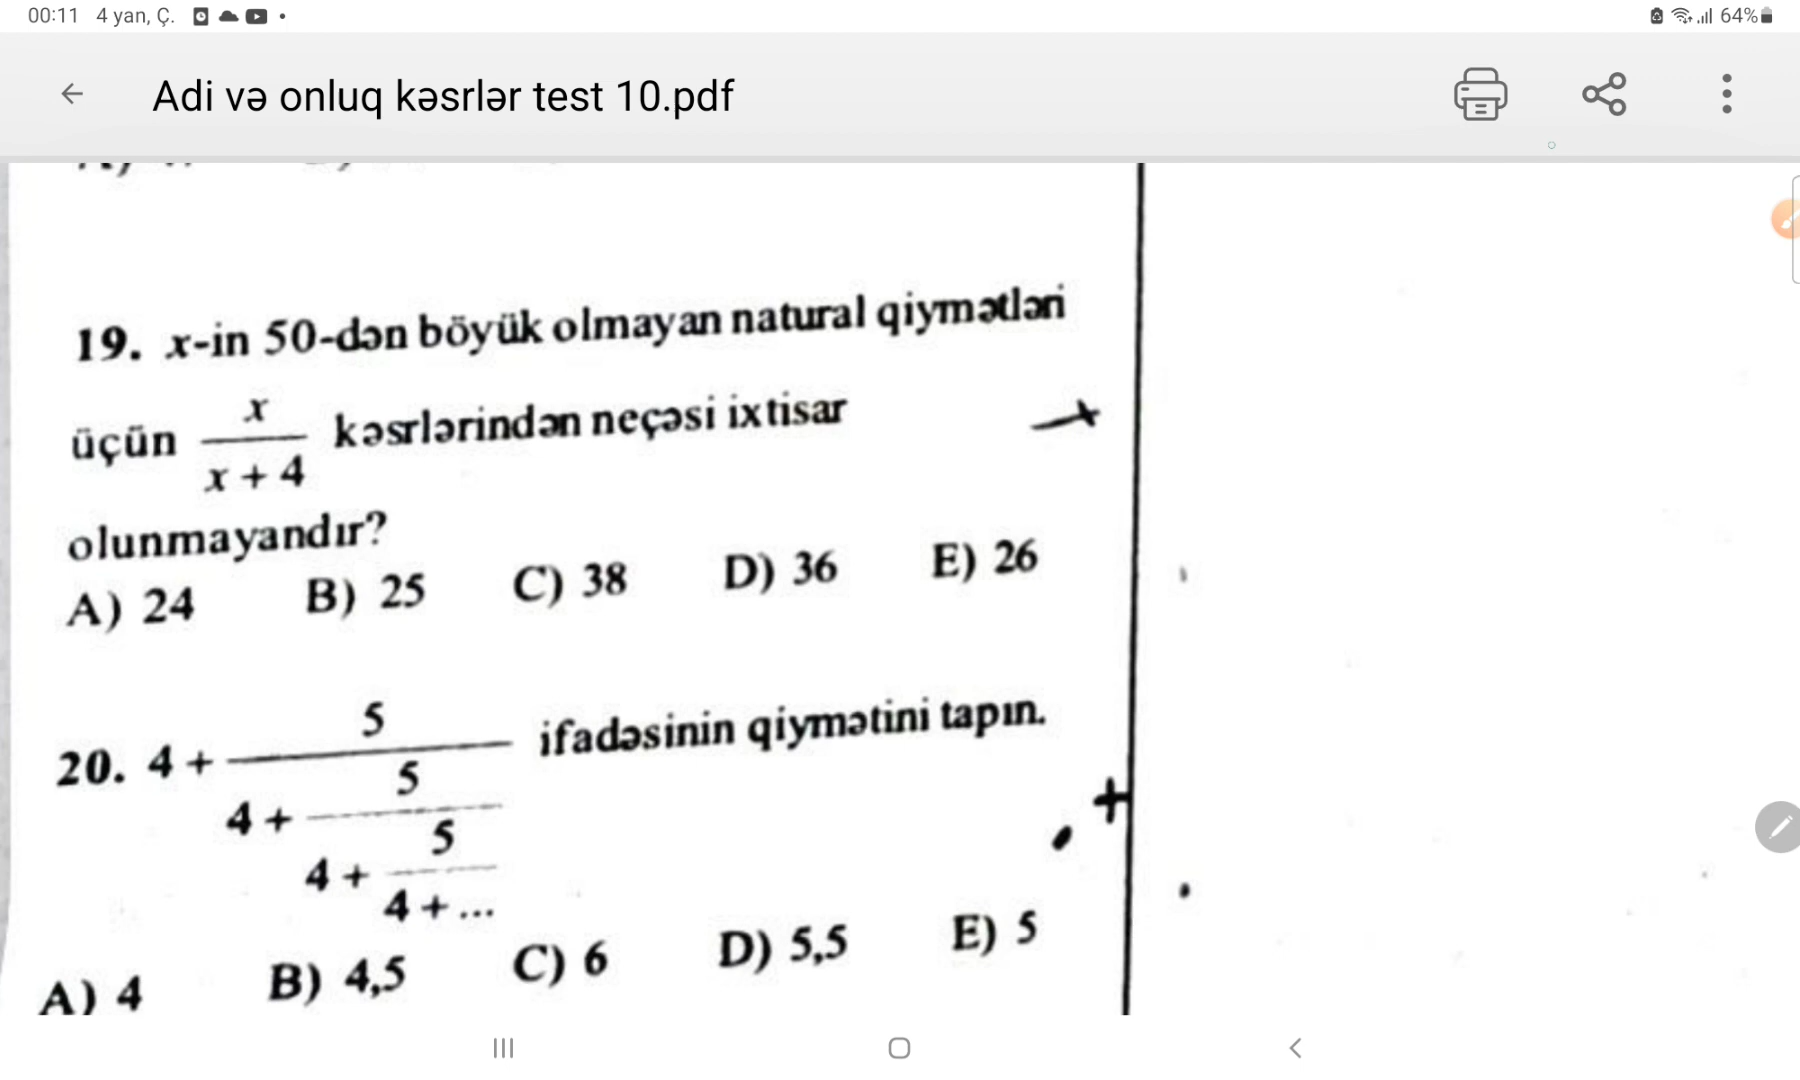 00:11 4 yan, Ç. 64%
Adi və onluq kəsrlər test 10.pdf
19. x-in 50-dən böyük olmayan natural qiymətləri
üçün x/(x + 4) kəsrlərindən neçəsi ixtisar
olunmayandır?
A) 24 B) 25 C) 38 D) 36 E) 26
20. 4 + 5/(4 + 5/(4 + 5/(4 + ...))) ifadəsinin qiymətini tapın.
A) 4 B) 4,5 C) 6 D) 5,5 E) 5